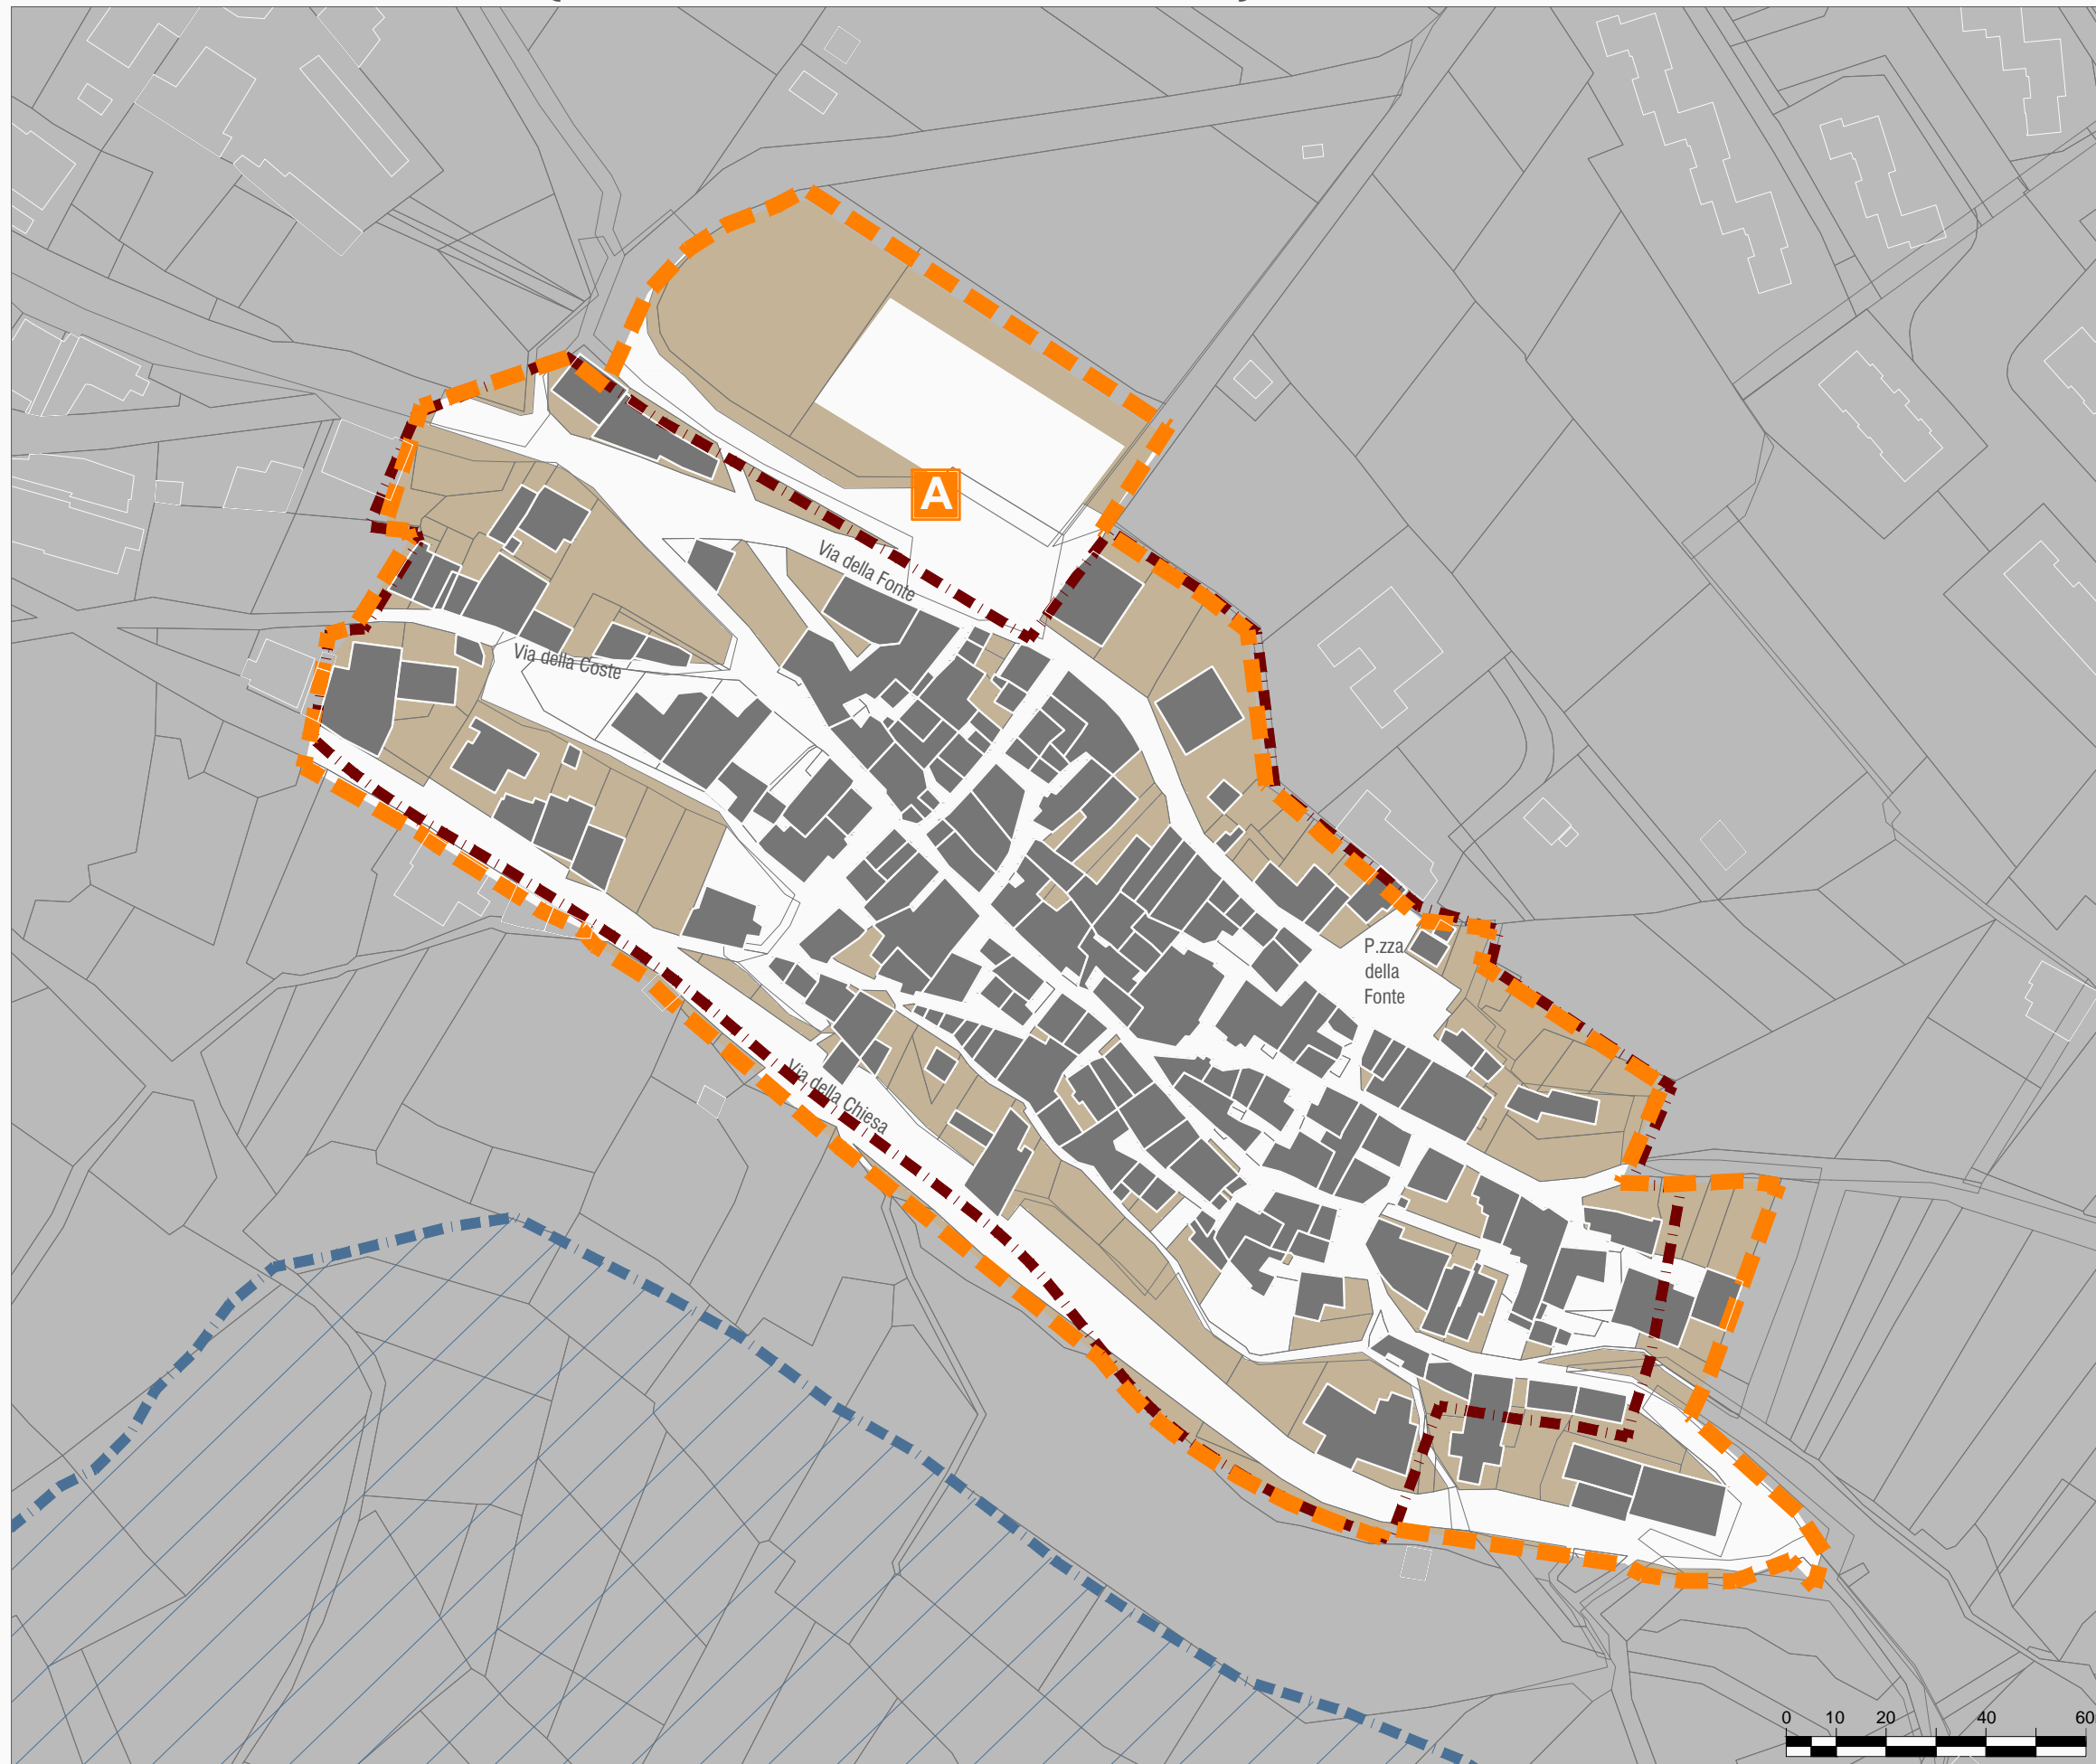 A
Via della Fonte
Via della Coste
P.zza
della
Fonte
Via della Chiesa
0 10 20 40 60